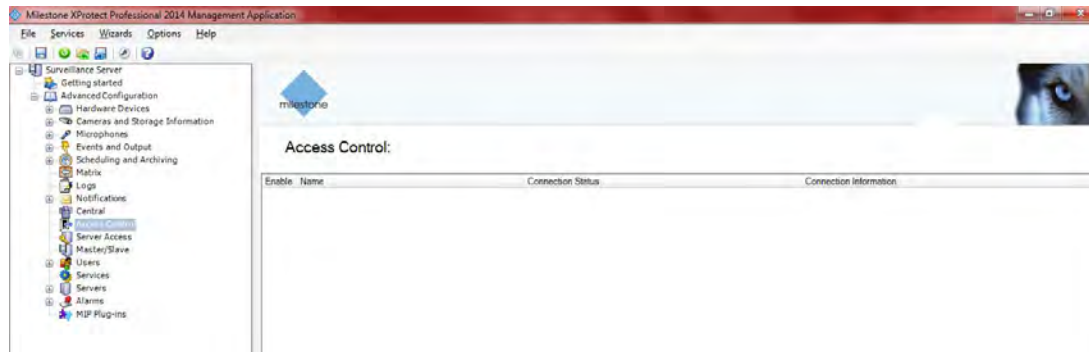 Milestone XProtect Professional 2014 Management Application
File Services Wizards Options Help
Surveillance Server
Getting started
Advanced Configuration
Hardware Devices
Cameras and Storage Information
Microphones
Events and Output
Scheduling and Archiving
Matrix
Logs
Notifications
Central
Access Control
Server Access
Master/Slave
Users
Services
Servers
Alarms
MIP Plug-ins
milestone
Access Control:
Enable Name Connection Status Connection Information